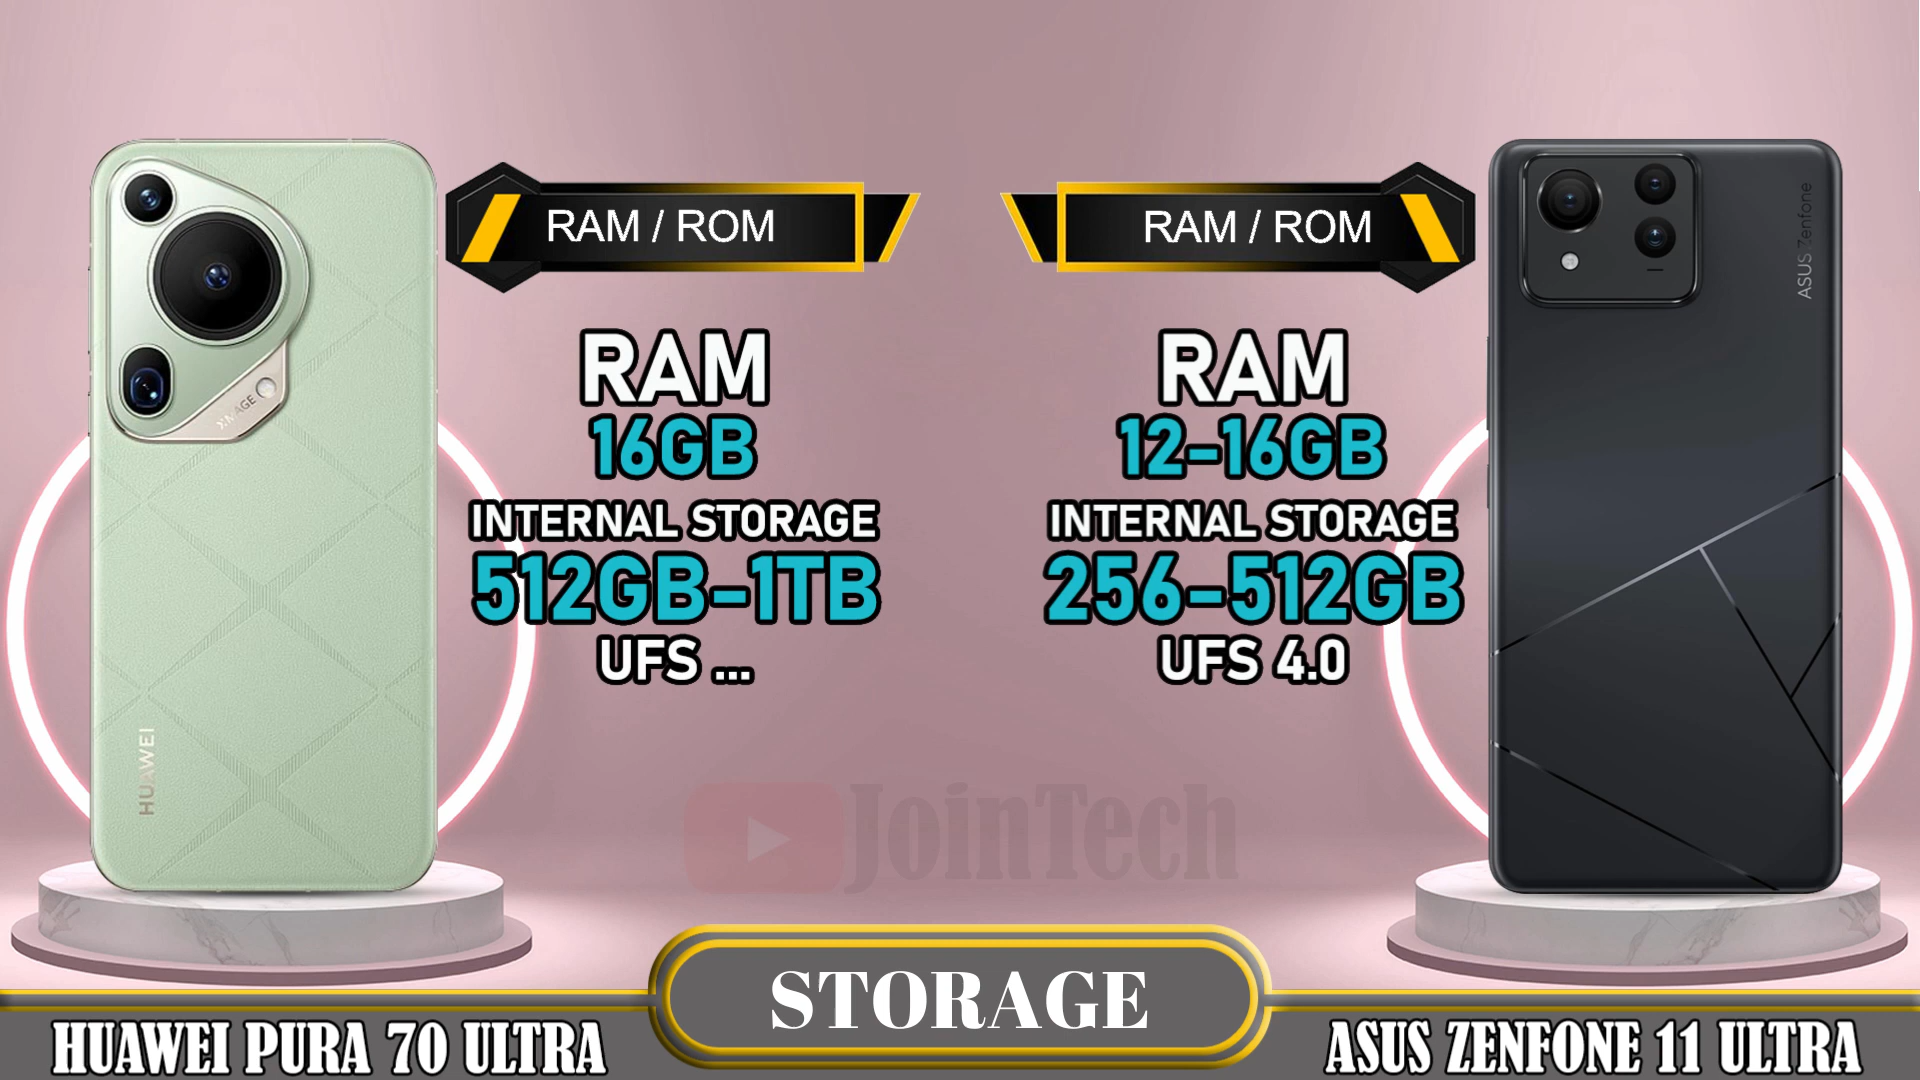 RAM / ROM
RAM
16GB
INTERNAL STORAGE
512GB-1TB
UFS ...
RAM / ROM
RAM
12-16GB
INTERNAL STORAGE
256-512GB
UFS 4.0
XMAGE
HUAWEI
ASUS Zenfone
JoinTech
STORAGE
HUAWEI PURA 70 ULTRA
ASUS ZENFONE 11 ULTRA